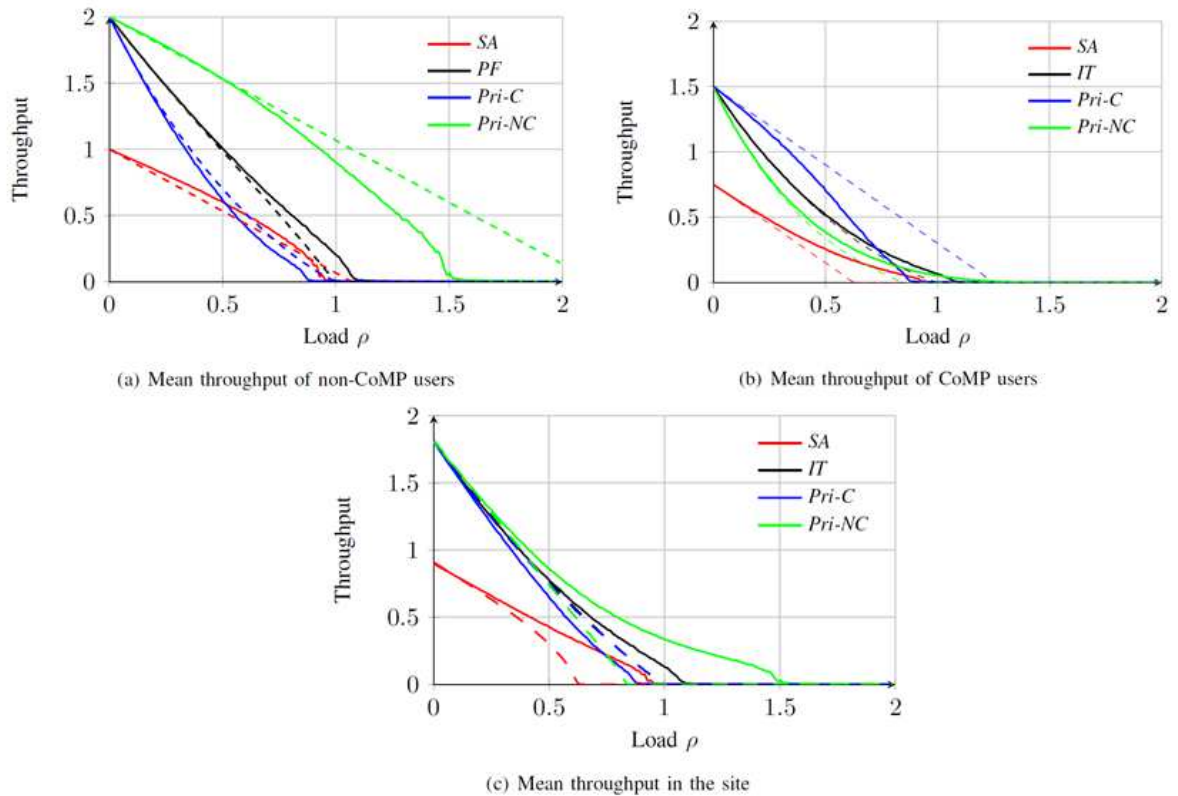 2
1.5
1
0.5
0
Throughput
SA
PF
Pri-C
Pri-NC
0 0.5 1 1.5 2
Load ρ
(a) Mean throughput of non-CoMP users
2
1.5
1
0.5
0
Throughput
SA
IT
Pri-C
Pri-NC
0 0.5 1 1.5 2
Load ρ
(b) Mean throughput of CoMP users
2
1.5
1
0.5
0
Throughput
SA
IT
Pri-C
Pri-NC
0 0.5 1 1.5 2
Load ρ
(c) Mean throughput in the site